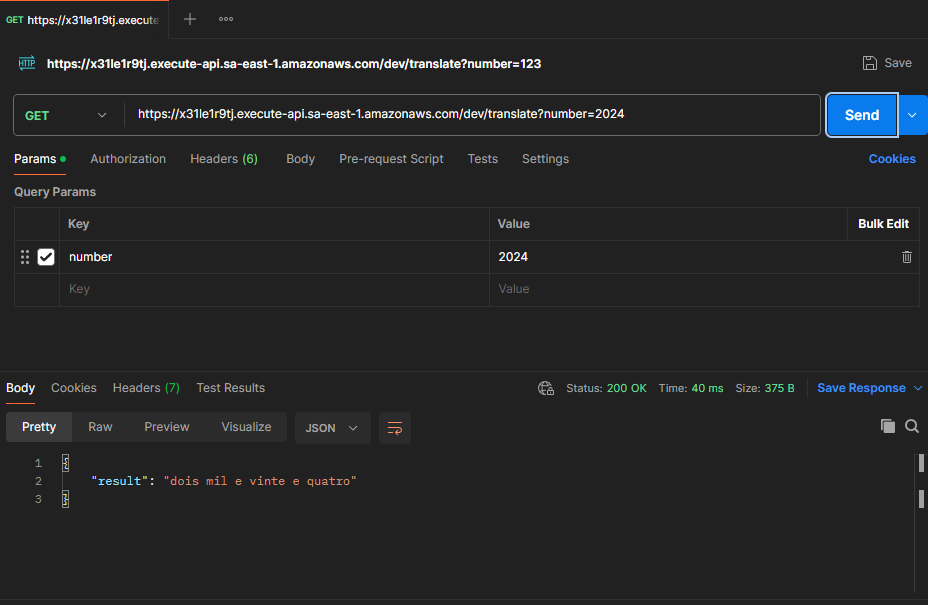 GET https://x31le1r9tj.execute
HTTP https://x31le1r9tj.execute-api.sa-east-1.amazonaws.com/dev/translate?number=123 Save
GET https://x31le1r9tj.execute-api.sa-east-1.amazonaws.com/dev/translate?number=2024 Send
Params Authorization Headers (6) Body Pre-request Script Tests Settings Cookies
Query Params
Key Value Bulk Edit
number 2024
Key Value
Body Cookies Headers (7) Test Results Status: 200 OK Time: 40 ms Size: 375 B Save Response
Pretty Raw Preview Visualize JSON
1 {
2 "result": "dois mil e vinte e quatro"
3 }